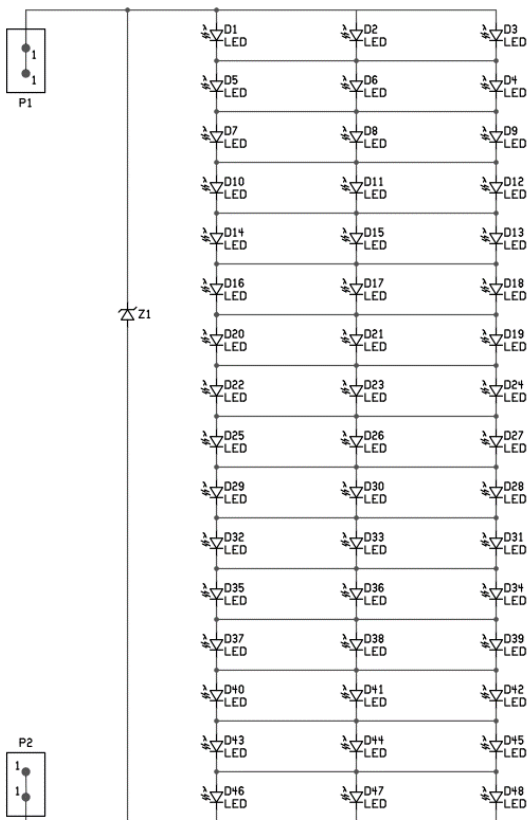 D1 D2 D3
LED LED LED
1
1
P1
D5 D6 D4
LED LED LED
D7 D8 D9
LED LED LED
D10 D11 D12
LED LED LED
D14 D15 D13
LED LED LED
D16 D17 D18
LED LED LED
Z1
D20 D21 D19
LED LED LED
D22 D23 D24
LED LED LED
D25 D26 D27
LED LED LED
D29 D30 D28
LED LED LED
D32 D33 D31
LED LED LED
D35 D36 D34
LED LED LED
D37 D38 D39
LED LED LED
D40 D41 D42
LED LED LED
D43 D44 D45
LED LED LED
P2
1
1
D46 D47 D48
LED LED LED